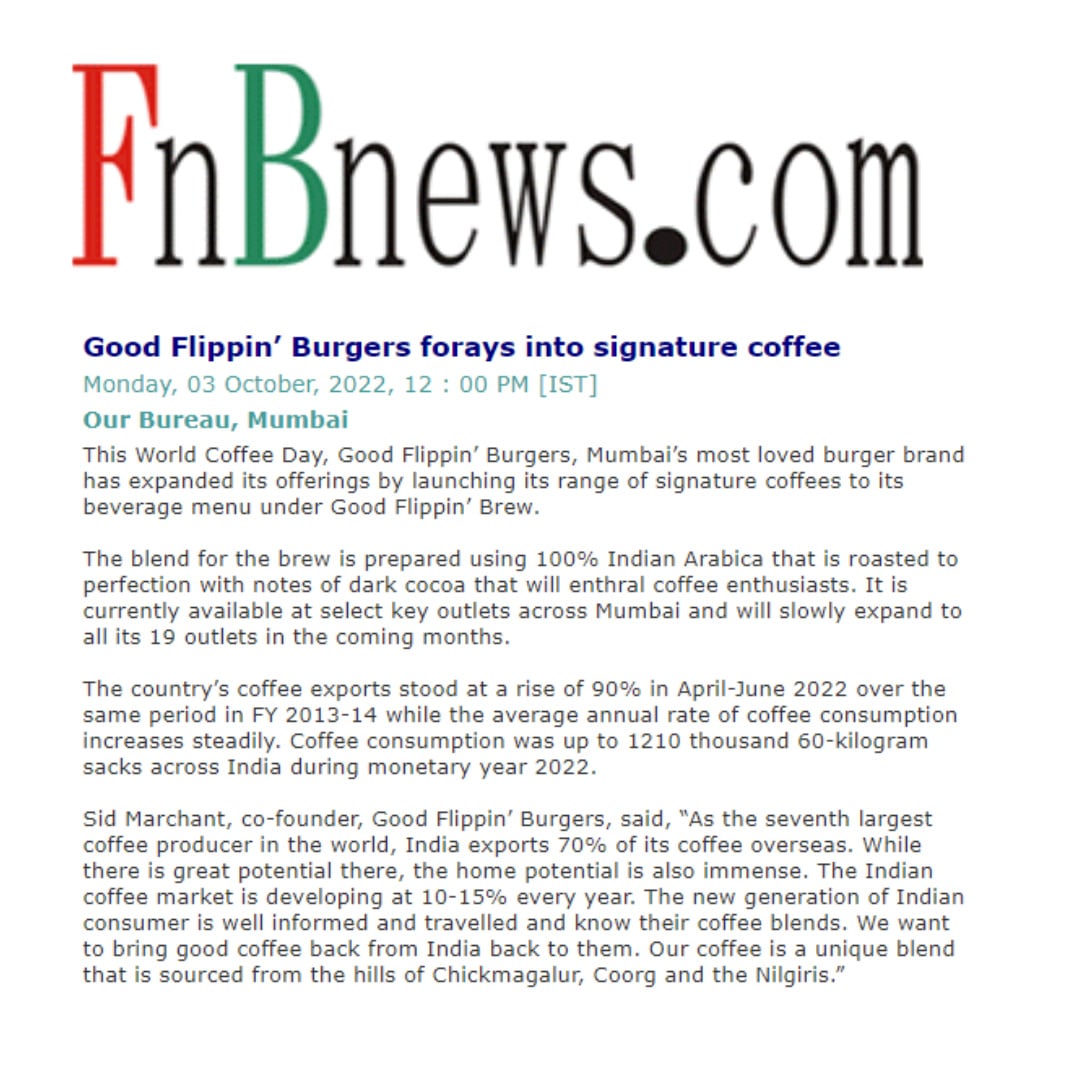 FnBnews.com
Good Flippin’ Burgers forays into signature coffee
Monday, 03 October, 2022, 12 : 00 PM [IST]
Our Bureau, Mumbai
This World Coffee Day, Good Flippin’ Burgers, Mumbai’s most loved burger brand
has expanded its offerings by launching its range of signature coffees to its
beverage menu under Good Flippin’ Brew.
The blend for the brew is prepared using 100% Indian Arabica that is roasted to
perfection with notes of dark cocoa that will enthral coffee enthusiasts. It is
currently available at select key outlets across Mumbai and will slowly expand to
all its 19 outlets in the coming months.
The country’s coffee exports stood at a rise of 90% in April-June 2022 over the
same period in FY 2013-14 while the average annual rate of coffee consumption
increases steadily. Coffee consumption was up to 1210 thousand 60-kilogram
sacks across India during monetary year 2022.
Sid Marchant, co-founder, Good Flippin’ Burgers, said, “As the seventh largest
coffee producer in the world, India exports 70% of its coffee overseas. While
there is great potential there, the home potential is also immense. The Indian
coffee market is developing at 10-15% every year. The new generation of Indian
consumer is well informed and travelled and know their coffee blends. We want
to bring good coffee back from India back to them. Our coffee is a unique blend
that is sourced from the hills of Chickmagalur, Coorg and the Nilgiris.”